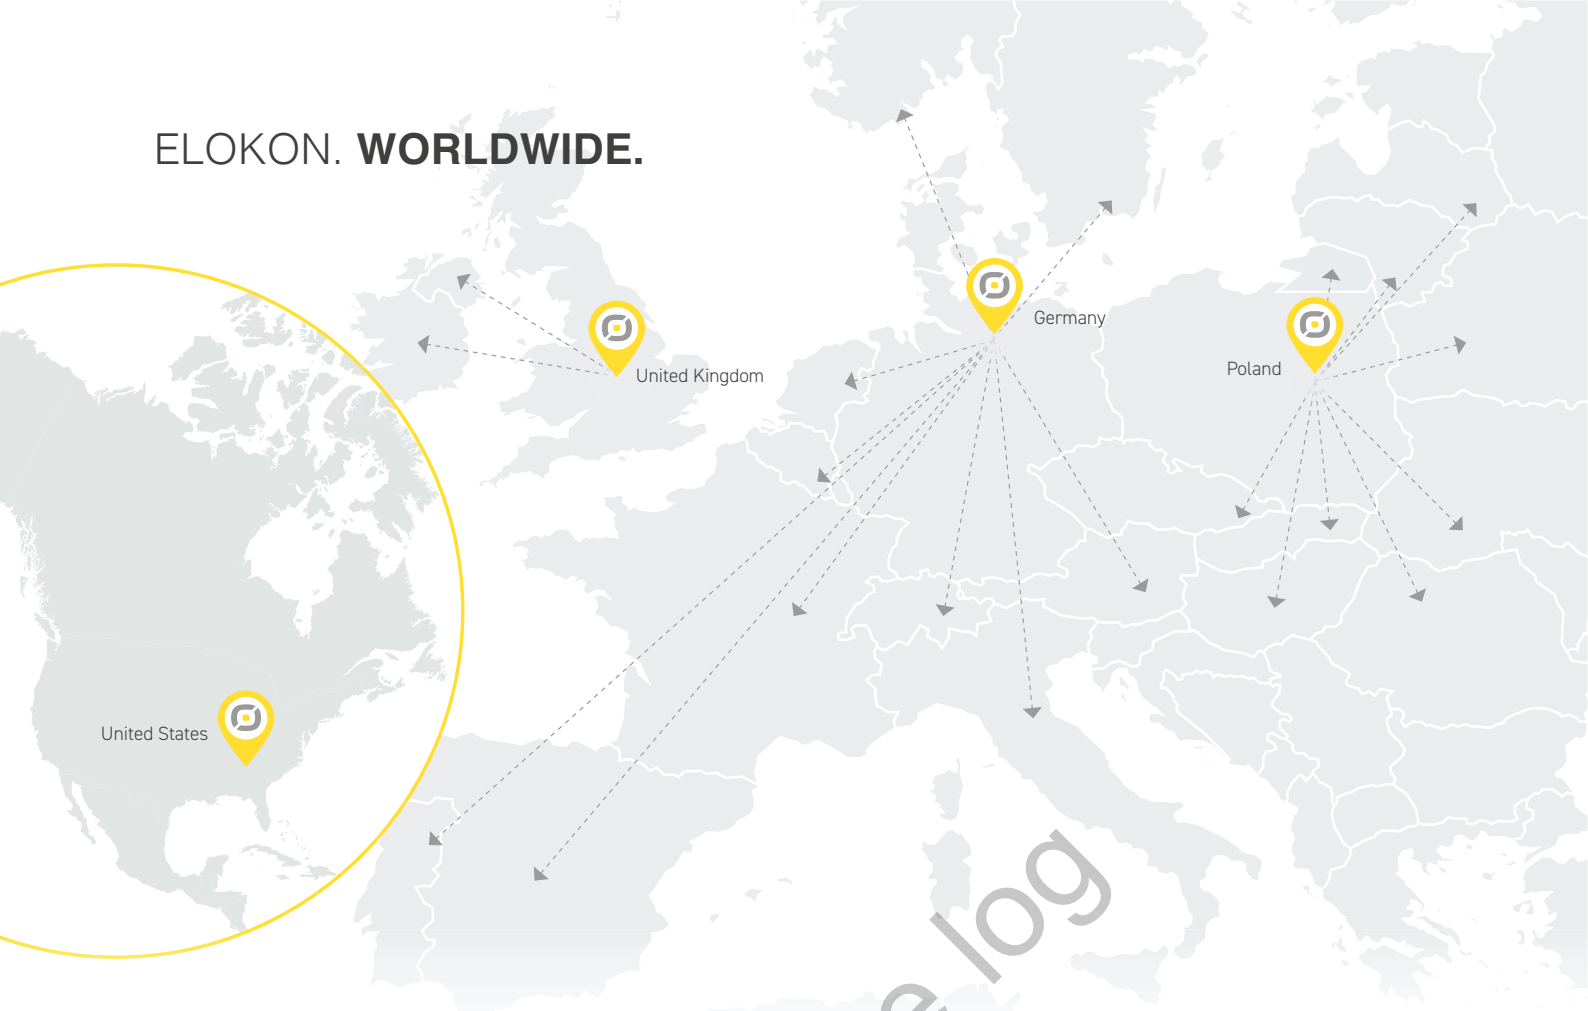 ELOKON. WORLDWIDE.
Germany
United Kingdom
Poland
United States
e log